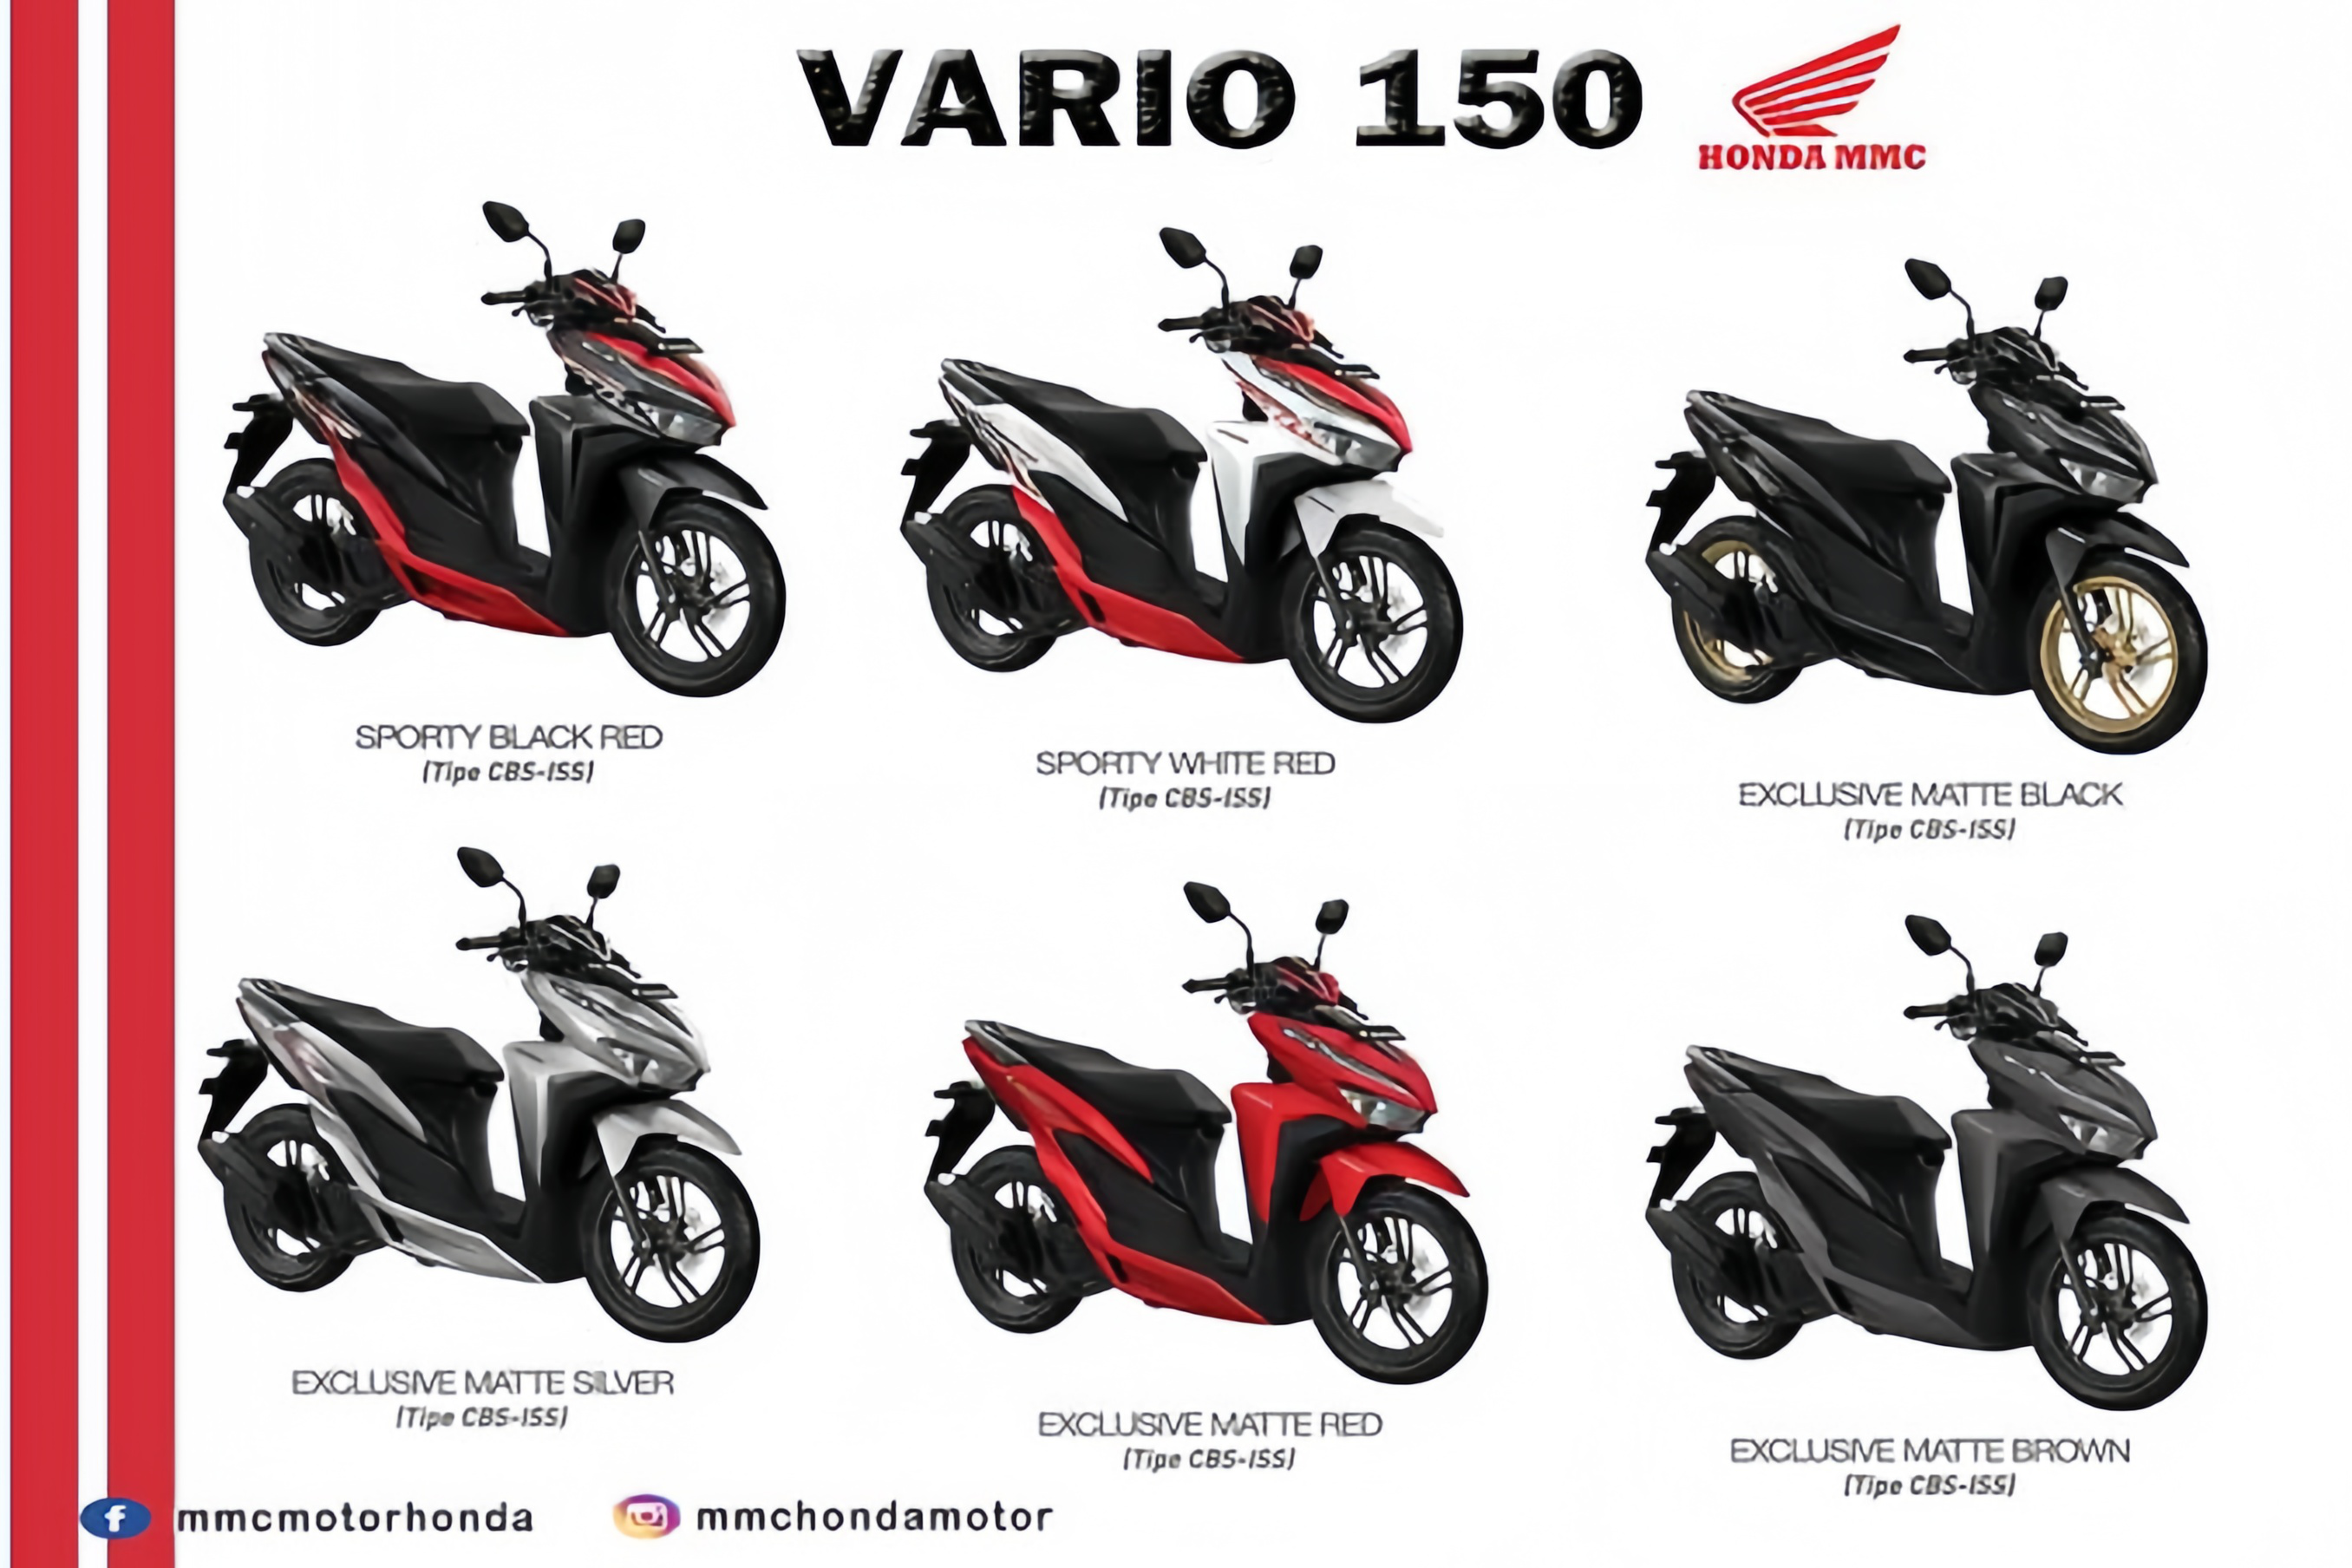 VARIO 150
HONDA MMC
SPORTY BLACK RED
(Tipe CBS-ISS)
SPORTY WHITE RED
(Tipe CBS-ISS)
EXCLUSIVE MATTE BLACK
(Tipe CBS-ISS)
EXCLUSIVE MATTE SILVER
(Tipe CBS-ISS)
EXCLUSIVE MATTE RED
(Tipe CBS-ISS)
EXCLUSIVE MATTE BROWN
(Tipe CBS-ISS)
mmcmotorhonda
mmchondamotor